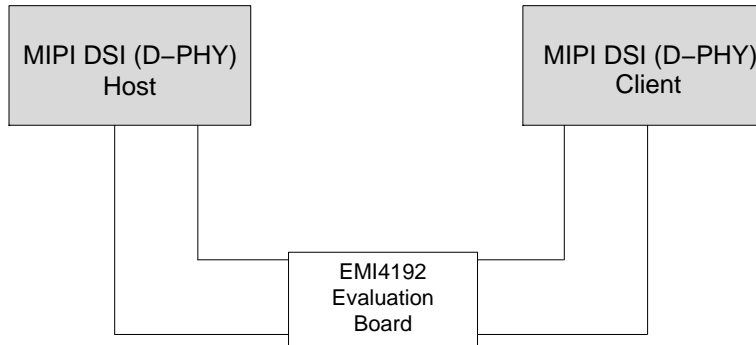 MIPI DSI (D−PHY)
Host
MIPI DSI (D−PHY)
Client
EMI4192
Evaluation
Board